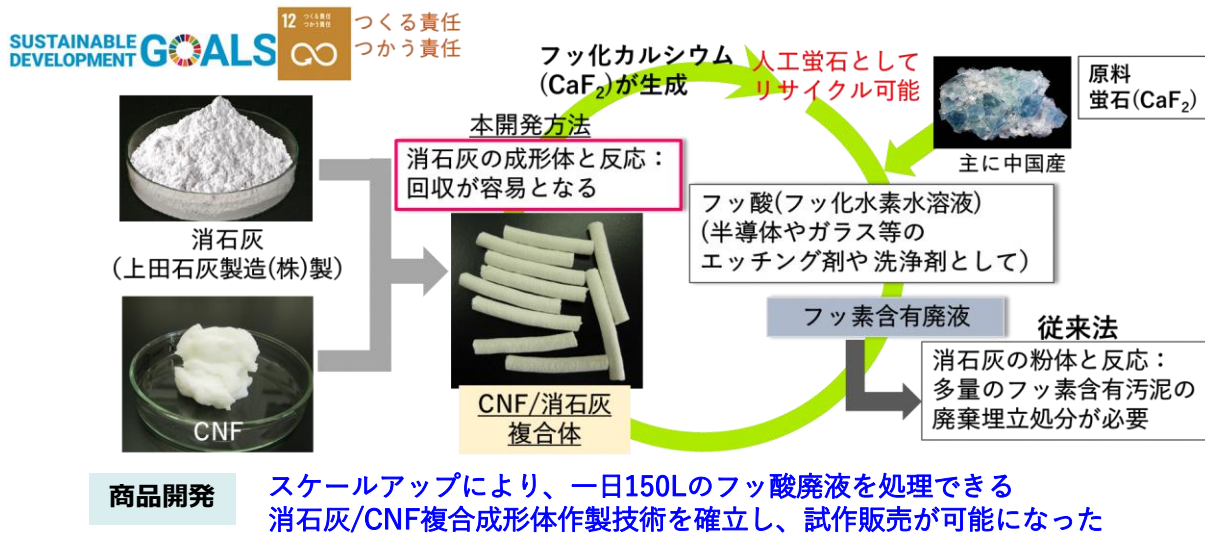 SUSTAINABLE
DEVELOPMENT
GOALS
12
つくる責任
つかう責任
つくる責任
つかう責任
フッ化カルシウム
(CaF₂)が生成
人工蛍石として
リサイクル可能
原料
蛍石(CaF₂)
主に中国産
本開発方法
消石灰の成形体と反応：
回収が容易となる
消石灰
(上田石灰製造(株)製)
フッ酸(フッ化水素水溶液)
(半導体やガラス等の
エッチング剤や 洗浄剤として)
フッ素含有廃液
従来法
消石灰の粉体と反応：
多量のフッ素含有汚泥の
廃棄埋立処分が必要
CNF/消石灰
複合体
CNF
商品開発
スケールアップにより、一日150Lのフッ酸廃液を処理できる
消石灰/CNF複合成形体作製技術を確立し、試作販売が可能になった